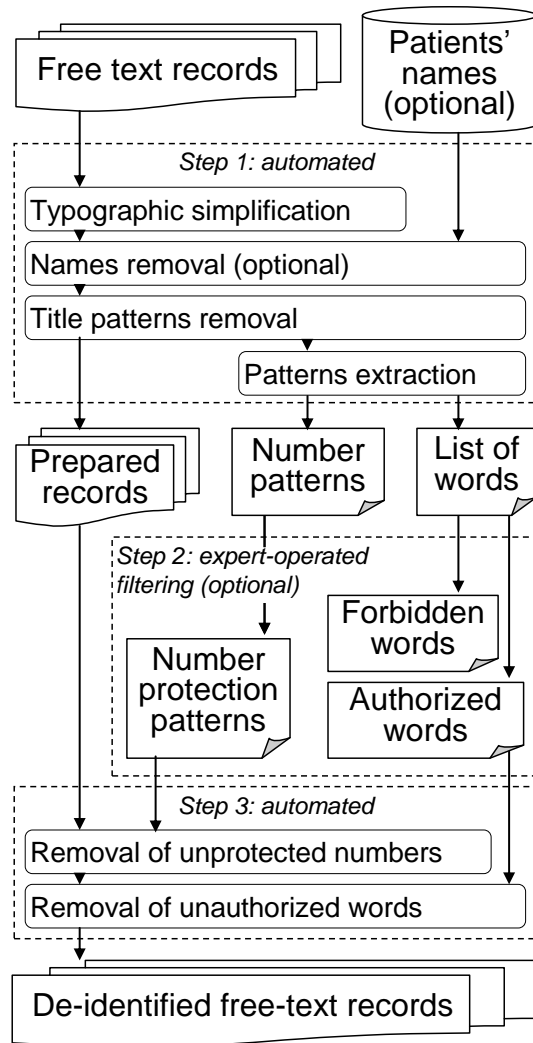 Free text records
Patients’
names
(optional)
Step 1: automated
Typographic simplification
Names removal (optional)
Title patterns removal
Patterns extraction
Prepared
records
Number
patterns
List of
words
Step 2: expert-operated
filtering (optional)
Forbidden
words
Number
protection
patterns
Authorized
words
Step 3: automated
Removal of unprotected numbers
Removal of unauthorized words
De-identified free-text records